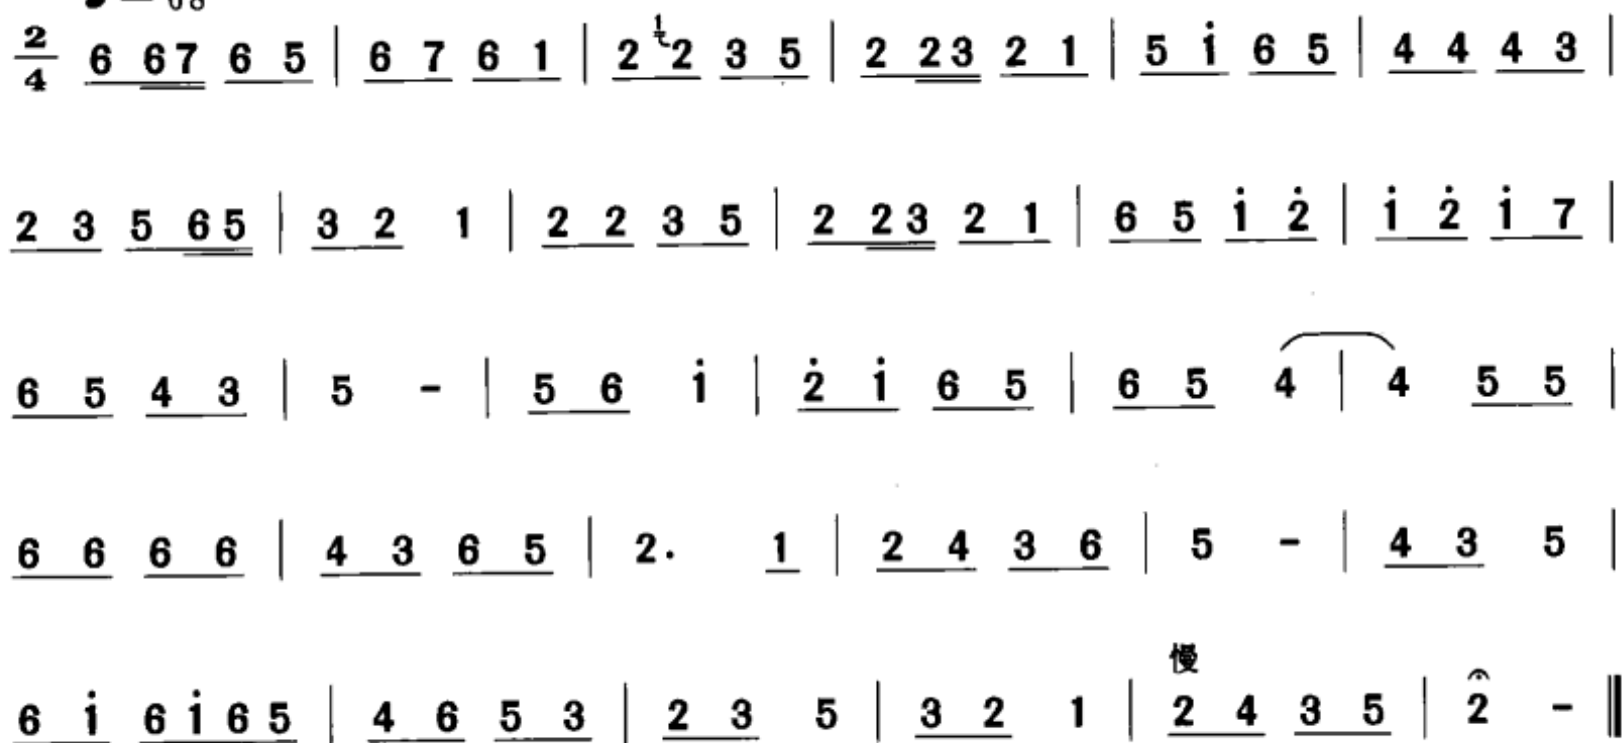 2/4 6 67 6 5 | 6 7 6 1 | 2 1 2 3 5 | 2 23 2 1 | 5 i 6 5 | 4 4 4 3 |
2 3 5 65 | 3 2 1 | 2 2 3 5 | 2 23 2 1 | 6 5 i 2̇ | i 2̇ i 7 |
6 5 4 3 | 5 - | 5 6 i | 2̇ i 6 5 | 6 5 4 | 4 5 5 |
6 6 6 6 | 4 3 6 5 | 2. 1 | 2 4 3 6 | 5 - | 4 3 5 |
慢
6 i 6 i 6 5 | 4 6 5 3 | 2 3 5 | 3 2 1 | 2 4 3 5 | 2 - ‖